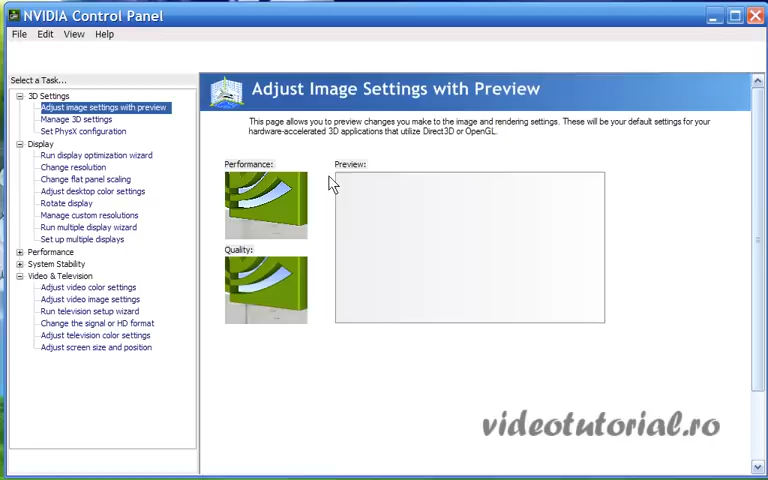 NVIDIA Control Panel
File Edit View Help
Select a Task...
3D Settings
Adjust image settings with preview
Manage 3D settings
Set PhysX configuration
Display
Run display optimization wizard
Change resolution
Change flat panel scaling
Adjust desktop color settings
Rotate display
Manage custom resolutions
Run multiple display wizard
Set up multiple displays
Performance
System Stability
Video & Television
Adjust video color settings
Adjust video image settings
Run television setup wizard
Change the signal or HD format
Adjust television color settings
Adjust screen size and position
Adjust Image Settings with Preview
This page allows you to preview changes you make to the image and rendering settings. These will be your default settings for your
hardware-accelerated 3D applications that utilize Direct3D or OpenGL.
Performance:
Preview:
Quality:
videotutorial.ro